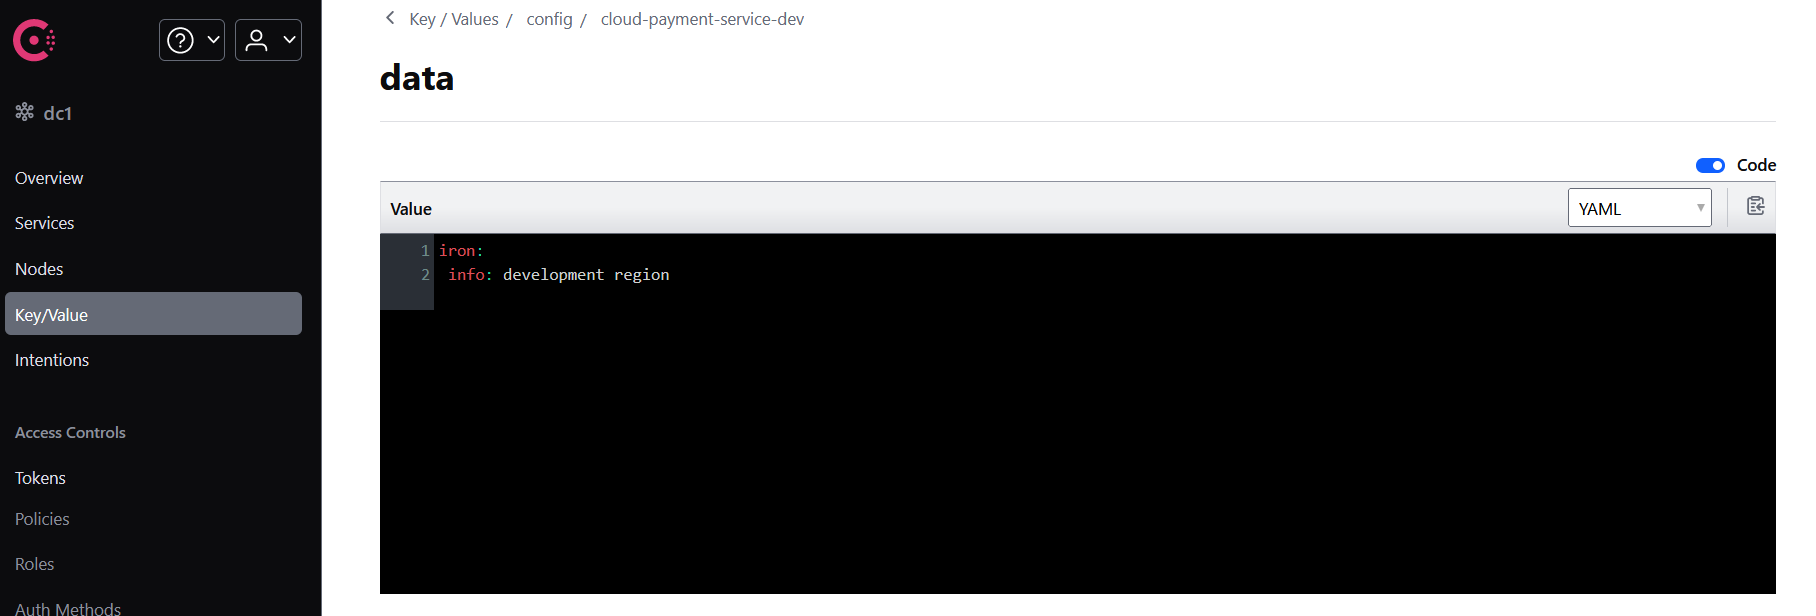 dc1
Overview
Services
Nodes
Key/Value
Intentions
Access Controls
Tokens
Policies
Roles
Auth Methods
Key / Values / config / cloud-payment-service-dev
data
Code
Value YAML
1 iron:
2 info: development region